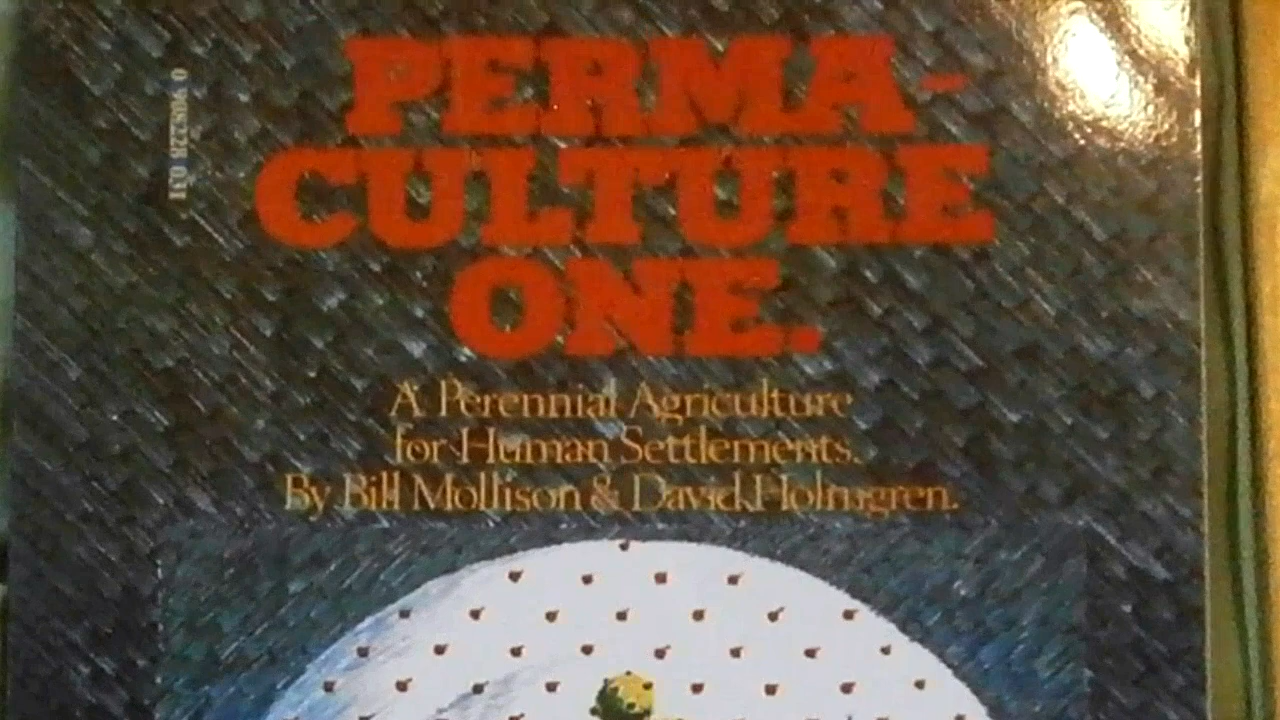 PERMA-
CULTURE
ONE.
A Perennial Agriculture
for Human Settlements.
By Bill Mollison & David Holmgren.